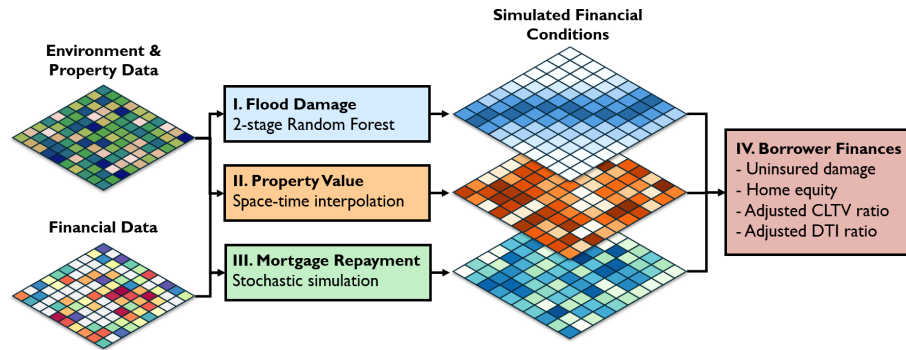 Environment &
Property Data
Financial Data
I. Flood Damage
2-stage Random Forest
II. Property Value
Space-time interpolation
III. Mortgage Repayment
Stochastic simulation
Simulated Financial
Conditions
IV. Borrower Finances
- Uninsured damage
- Home equity
- Adjusted CLTV ratio
- Adjusted DTI ratio